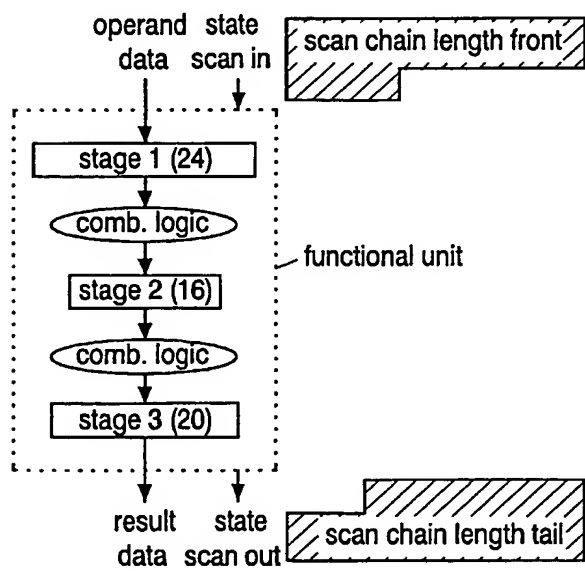 operand
data
state
scan in
scan chain length front
stage 1 (24)
comb. logic
functional unit
stage 2 (16)
comb. logic
stage 3 (20)
result
data
state
scan out
scan chain length tail